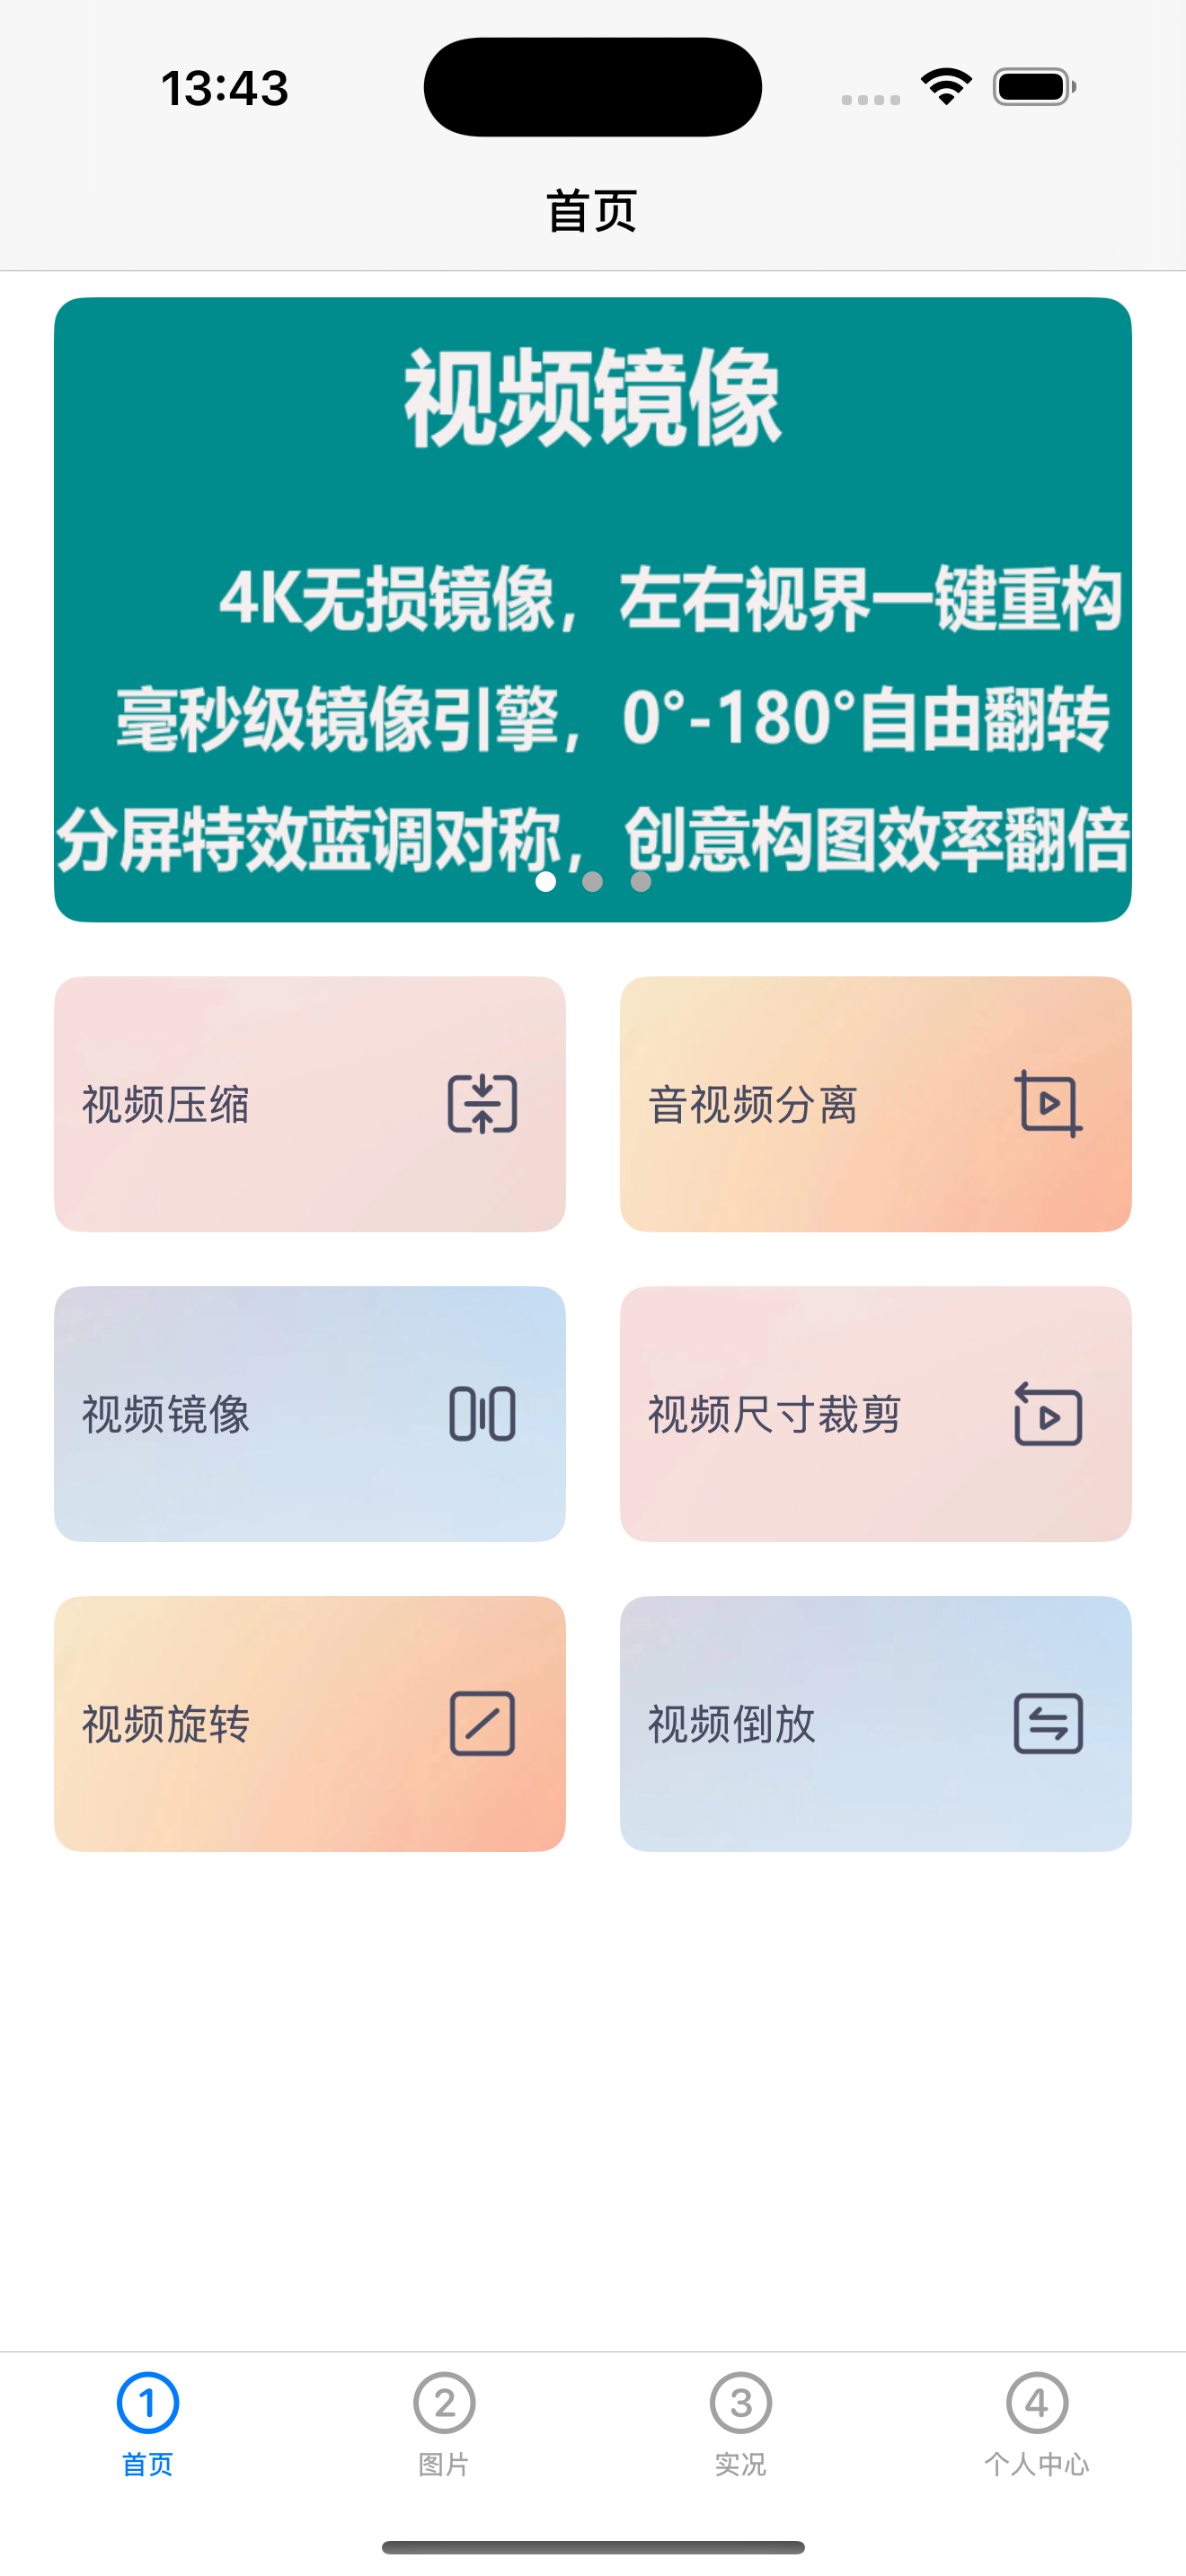 13:43
首页
视频镜像
4K无损镜像，左右视界一键重构
毫秒级镜像引擎，0°-180°自由翻转
分屏特效蓝调对称，创意构图效率翻倍
视频压缩
音视频分离
视频镜像
视频尺寸裁剪
视频旋转
视频倒放
1
2
3
4
首页
图片
实况
个人中心